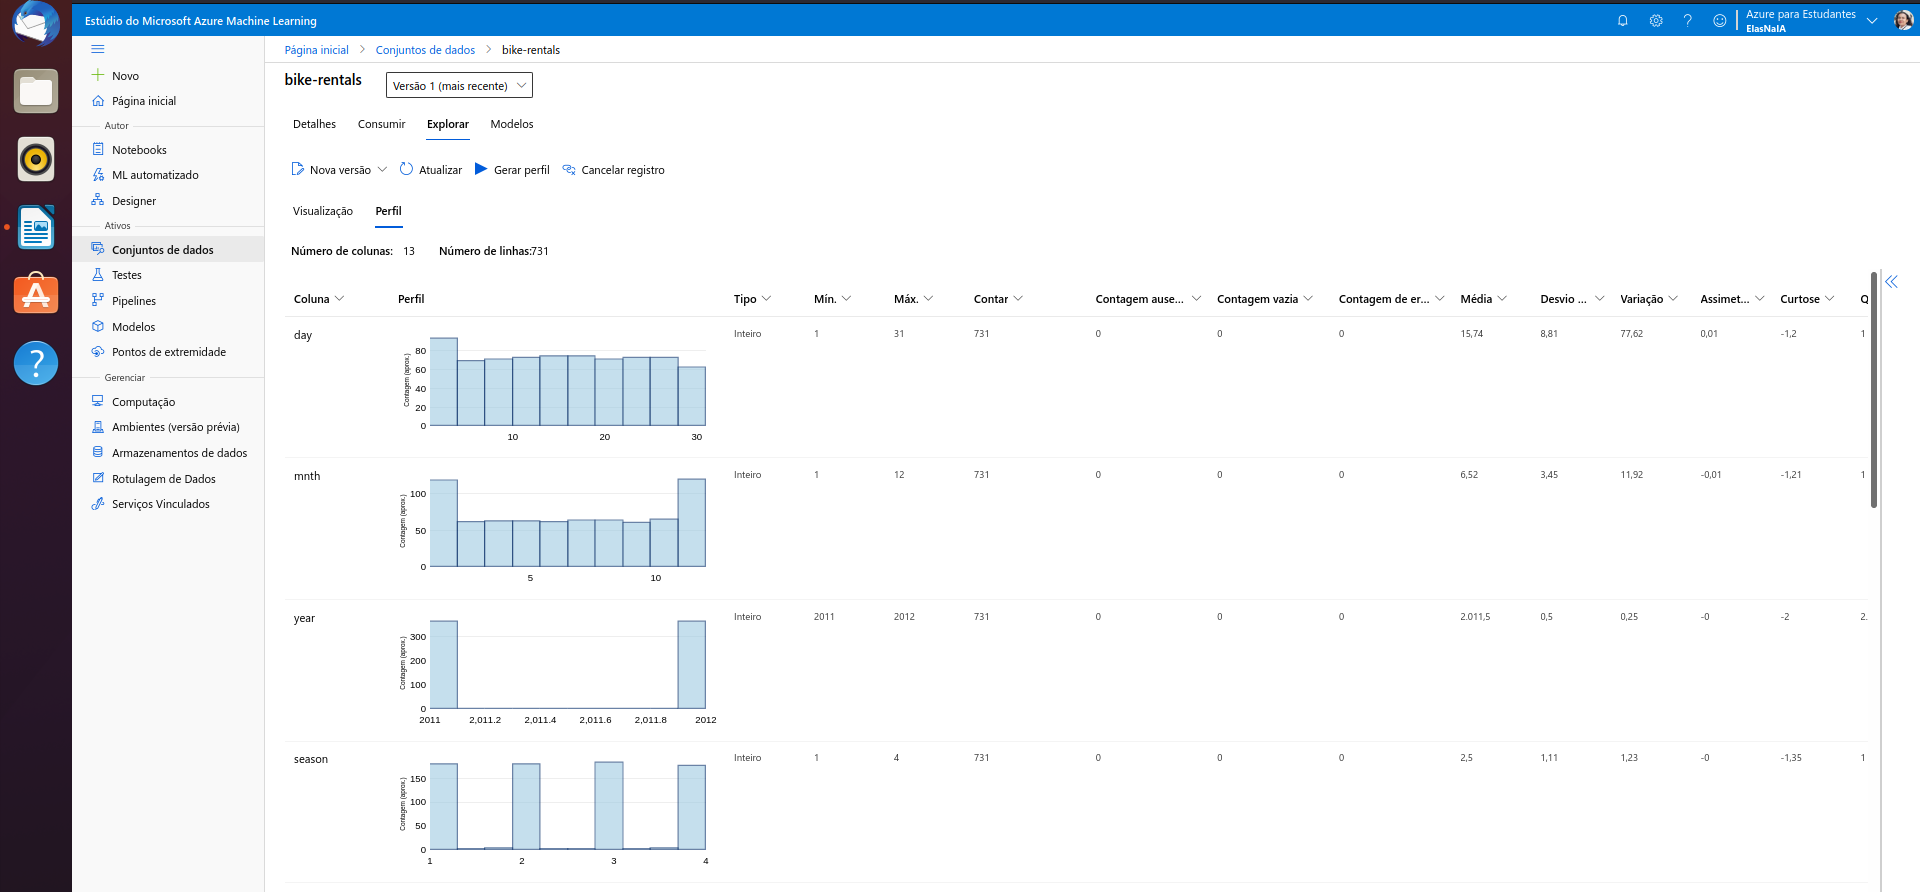 Estúdio do Microsoft Azure Machine Learning
Azure para Estudantes
ElasNaIA
Página inicial > Conjuntos de dados > bike-rentals
bike-rentals
Versão 1 (mais recente)
Detalhes Consumir Explorar Modelos
Nova versão Atualizar Gerar perfil Cancelar registro
Visualização Perfil
Número de colunas: 13 Número de linhas:731
Novo
Página inicial
Autor
Notebooks
ML automatizado
Designer
Ativos
Conjuntos de dados
Testes
Pipelines
Modelos
Pontos de extremidade
Gerenciar
Computação
Ambientes (versão prévia)
Armazenamentos de dados
Rotulagem de Dados
Serviços Vinculados
Coluna Perfil Tipo Mín. Máx. Contar Contagem ause... Contagem vazia Contagem de er... Média Desvio ... Variação Assimet... Curtose Q
day Inteiro 1 31 731 0 0 0 15,74 8,81 77,62 0,01 -1,2 1
Contagem (aprox.)
80
60
40
20
0
10 20 30
mnth Inteiro 1 12 731 0 0 0 6,52 3,45 11,92 -0,01 -1,21 1
Contagem (aprox.)
100
50
0
5 10
year Inteiro 2011 2012 731 0 0 0 2.011,5 0,5 0,25 -0 -2 2.
Contagem (aprox.)
300
200
100
0
2011 2,011.2 2,011.4 2,011.6 2,011.8 2012
season Inteiro 1 4 731 0 0 0 2,5 1,11 1,23 -0 -1,35 1
Contagem (aprox.)
150
100
50
0
1 2 3 4